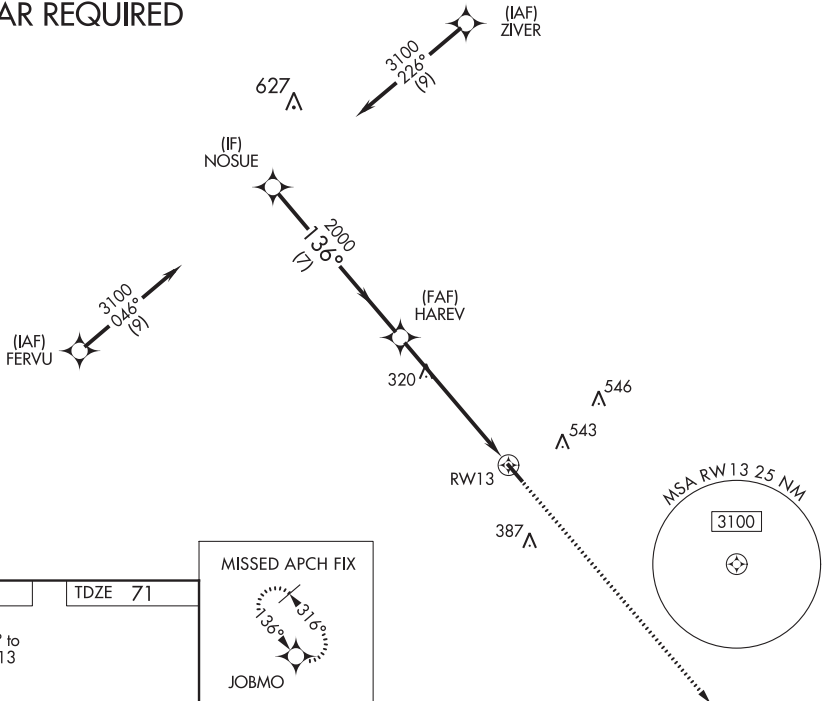 AR REQUIRED
(IAF)
ZIVER
3100
226°
(9)
627
(IF)
NOSUE
2000
136°
(7)
(FAF)
HAREV
3100
046°
(9)
(IAF)
FERVU
320
546
543
RW13
MSA RW13 25 NM
3100
387
MISSED APCH FIX
136°
316°
JOBMO
TDZE 71
° to
13